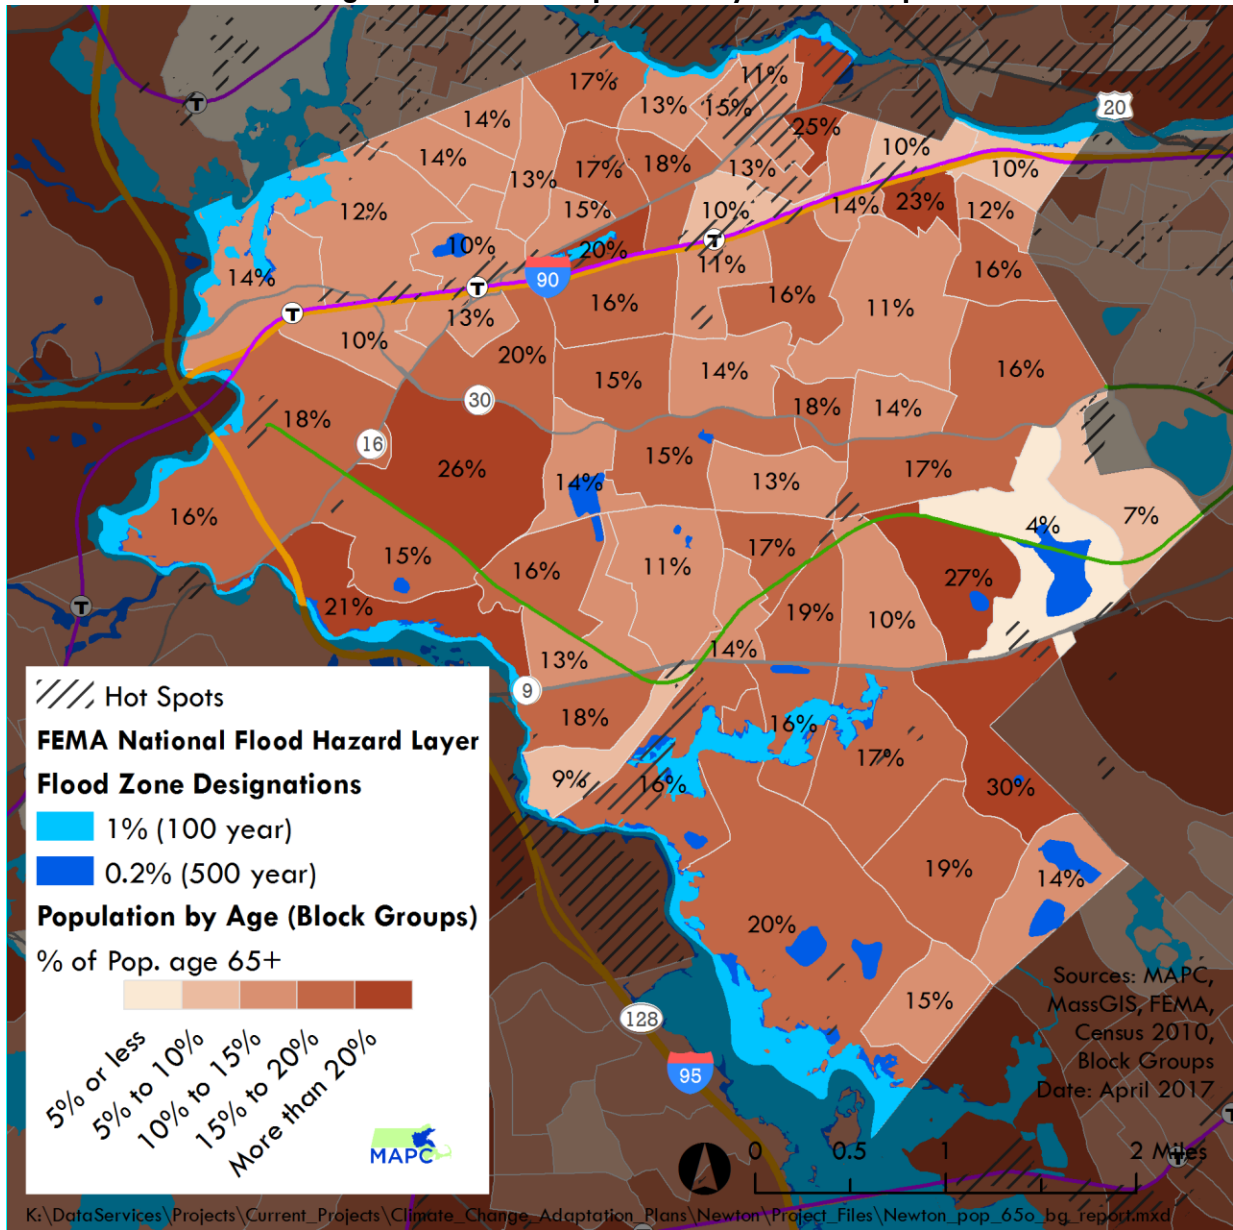 17%
11%
13%
15%
14%
25%
20
10%
14%
13%
17%
18%
13%
10%
12%
15%
10%
14%
23%
12%
10%
20%
11%
14%
90
16%
16%
16%
11%
10%
13%
20%
15%
14%
16%
18%
30
18%
14%
16
26%
15%
17%
14%
13%
16%
4%
7%
15%
16%
11%
17%
27%
21%
19%
10%
13%
14%
9
18%
16%
9%
16%
17%
30%
19%
14%
20%
15%
128
95
Hot Spots
FEMA National Flood Hazard Layer
Flood Zone Designations
1% (100 year)
0.2% (500 year)
Population by Age (Block Groups)
% of Pop. age 65+
5% or less
5% to 10%
10% to 15%
15% to 20%
More than 20%
MAPC
Sources: MAPC,
MassGIS, FEMA,
Census 2010,
Block Groups
Date: April 2017
0 0.5 1 2 Miles
K:\DataServices\Projects\Current_Projects\Climate_Change_Adaptation_Plans\Newton\Project_Files\Newton_pop_65o_bg_report.mxd
T
T
T
T
T
T
T